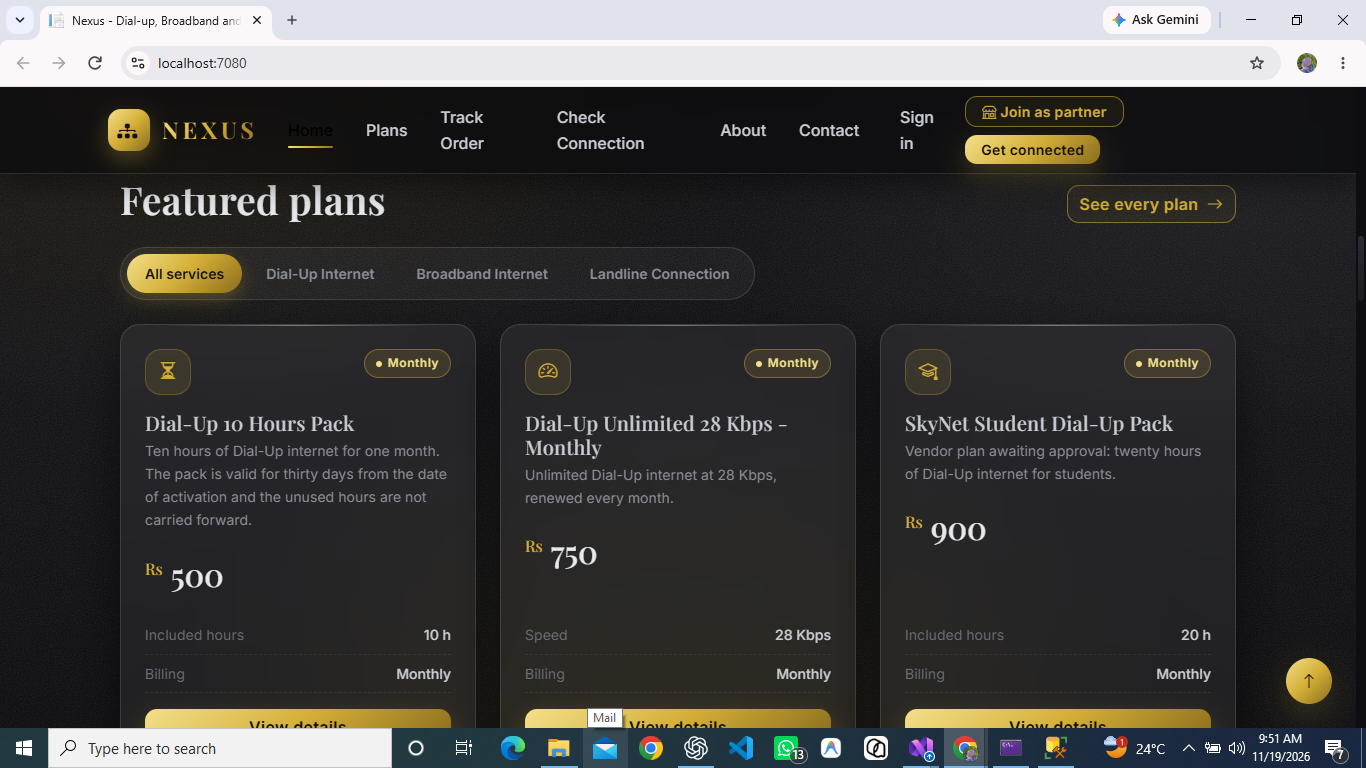 Nexus - Dial-up, Broadband and
Ask Gemini
localhost:7080
NEXUS
Home
Plans
Track
Order
Check
Connection
About
Contact
Sign
in
Join as partner
Get connected
Featured plans
See every plan →
All services
Dial-Up Internet
Broadband Internet
Landline Connection
Monthly
Dial-Up 10 Hours Pack
Ten hours of Dial-Up internet for one month.
The pack is valid for thirty days from the date
of activation and the unused hours are not
carried forward.
Rs 500
Included hours 10 h
Billing Monthly
View details
Monthly
Dial-Up Unlimited 28 Kbps -
Monthly
Unlimited Dial-Up internet at 28 Kbps,
renewed every month.
Rs 750
Speed 28 Kbps
Billing Monthly
View details
Monthly
SkyNet Student Dial-Up Pack
Vendor plan awaiting approval: twenty hours
of Dial-Up internet for students.
Rs 900
Included hours 20 h
Billing Monthly
View details
Mail
Type here to search
13
1
24°C
9:51 AM
11/19/2026
7